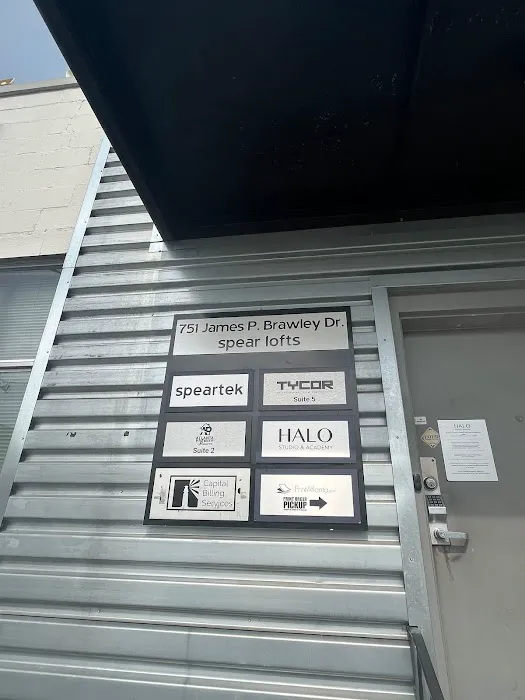 751 James P. Brawley Dr.
spear lofts
speartek
TYCOR
Suite 5
Suite 2
HALO
STUDIO & ACADEMY
Capital
Billing
Services
PRINT ORDER
PICKUP
HALO